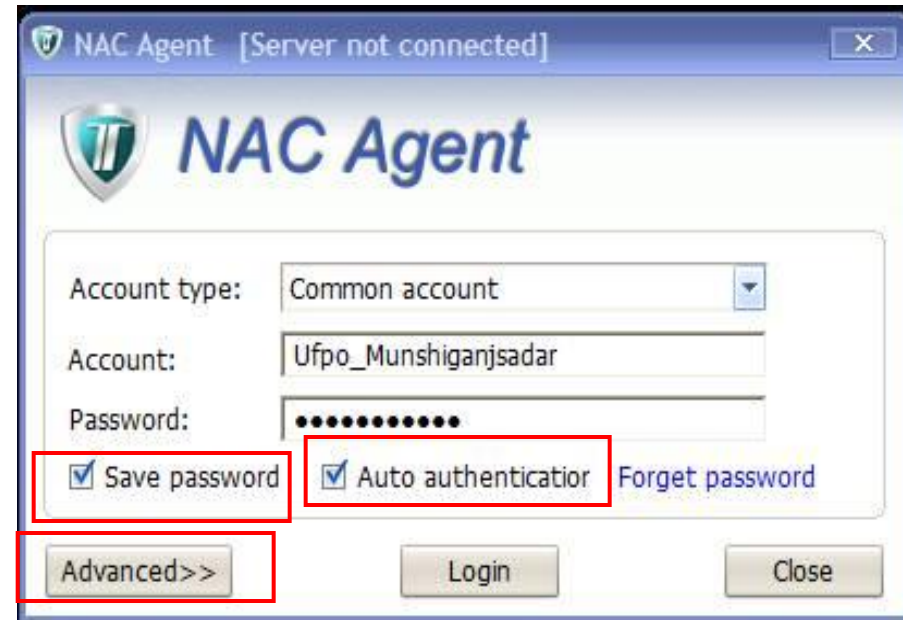 NAC Agent [Server not connected]
NAC Agent
Account type: Common account
Account: Ufpo_Munshiganjsadar
Password: ●●●●●●●●●●●
Save password Auto authenticatior Forget password
Advanced>> Login Close